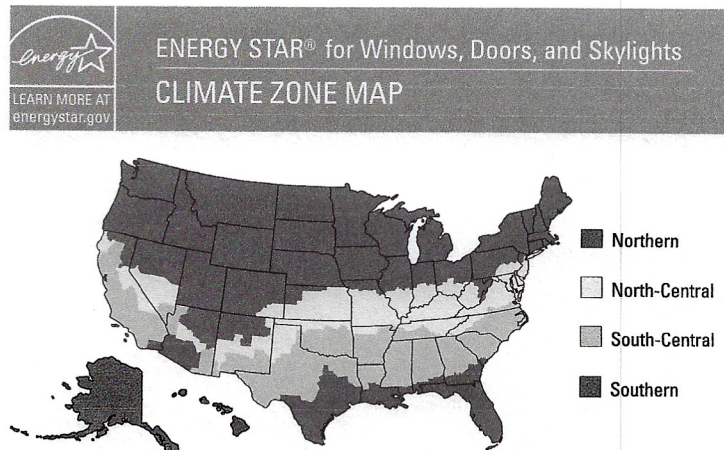 energy
LEARN MORE AT
energystar.gov
ENERGY STAR® for Windows, Doors, and Skylights
CLIMATE ZONE MAP
Northern
North-Central
South-Central
Southern